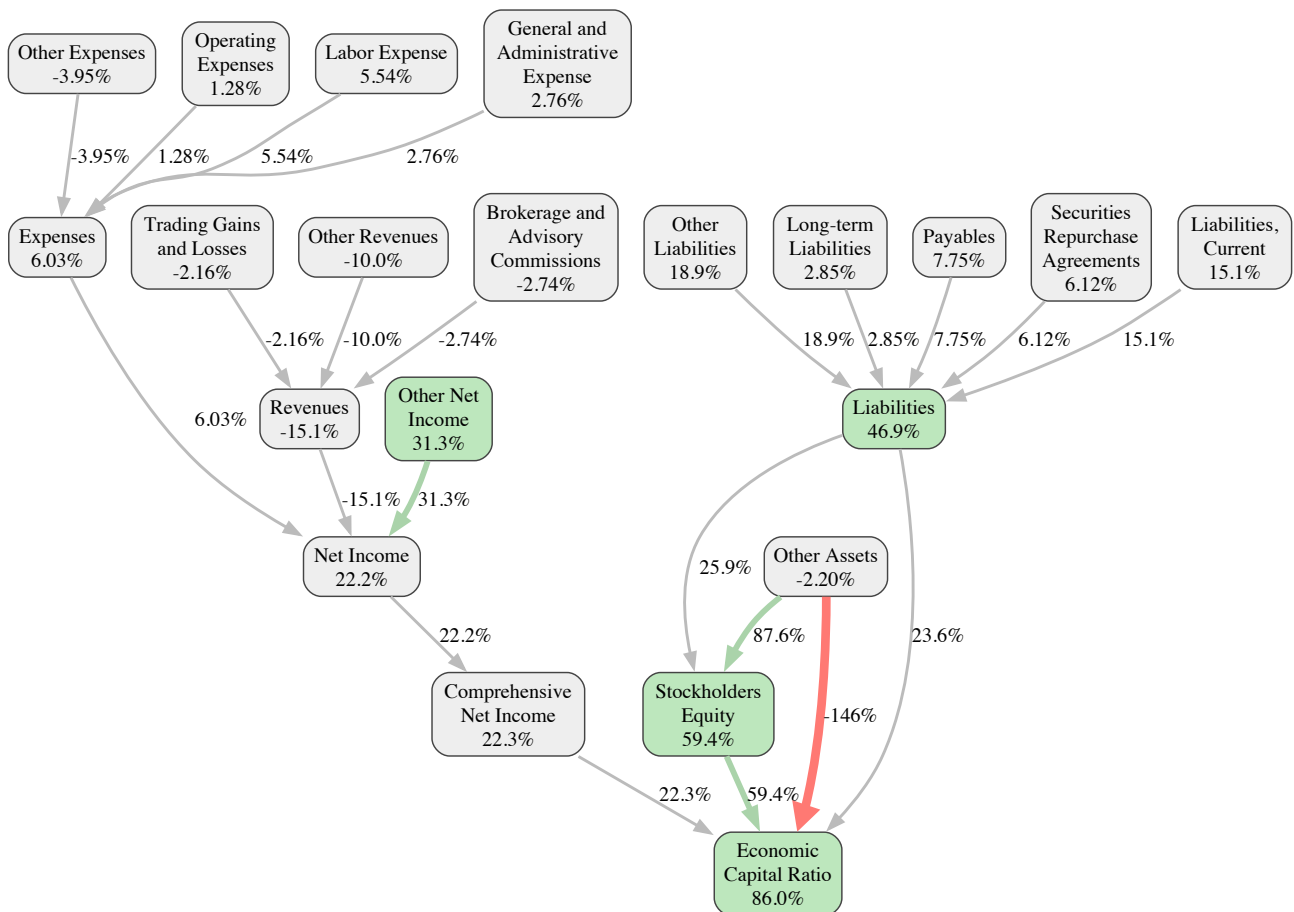 Other Expenses
-3.95%
Operating
Expenses
1.28%
Labor Expense
5.54%
General and
Administrative
Expense
2.76%
-3.95%
1.28%
5.54%
2.76%
Expenses
6.03%
Trading Gains
and Losses
-2.16%
Other Revenues
-10.0%
Brokerage and
Advisory
Commissions
-2.74%
Other
Liabilities
18.9%
Long-term
Liabilities
2.85%
Payables
7.75%
Securities
Repurchase
Agreements
6.12%
Liabilities,
Current
15.1%
-2.16%
-10.0%
-2.74%
18.9%
2.85%
7.75%
6.12%
15.1%
6.03%
Revenues
-15.1%
Other Net
Income
31.3%
Liabilities
46.9%
-15.1%
31.3%
Net Income
22.2%
25.9%
Other Assets
-2.20%
22.2%
87.6%
23.6%
Comprehensive
Net Income
22.3%
Stockholders
Equity
59.4%
-146%
22.3%
59.4%
Economic
Capital Ratio
86.0%